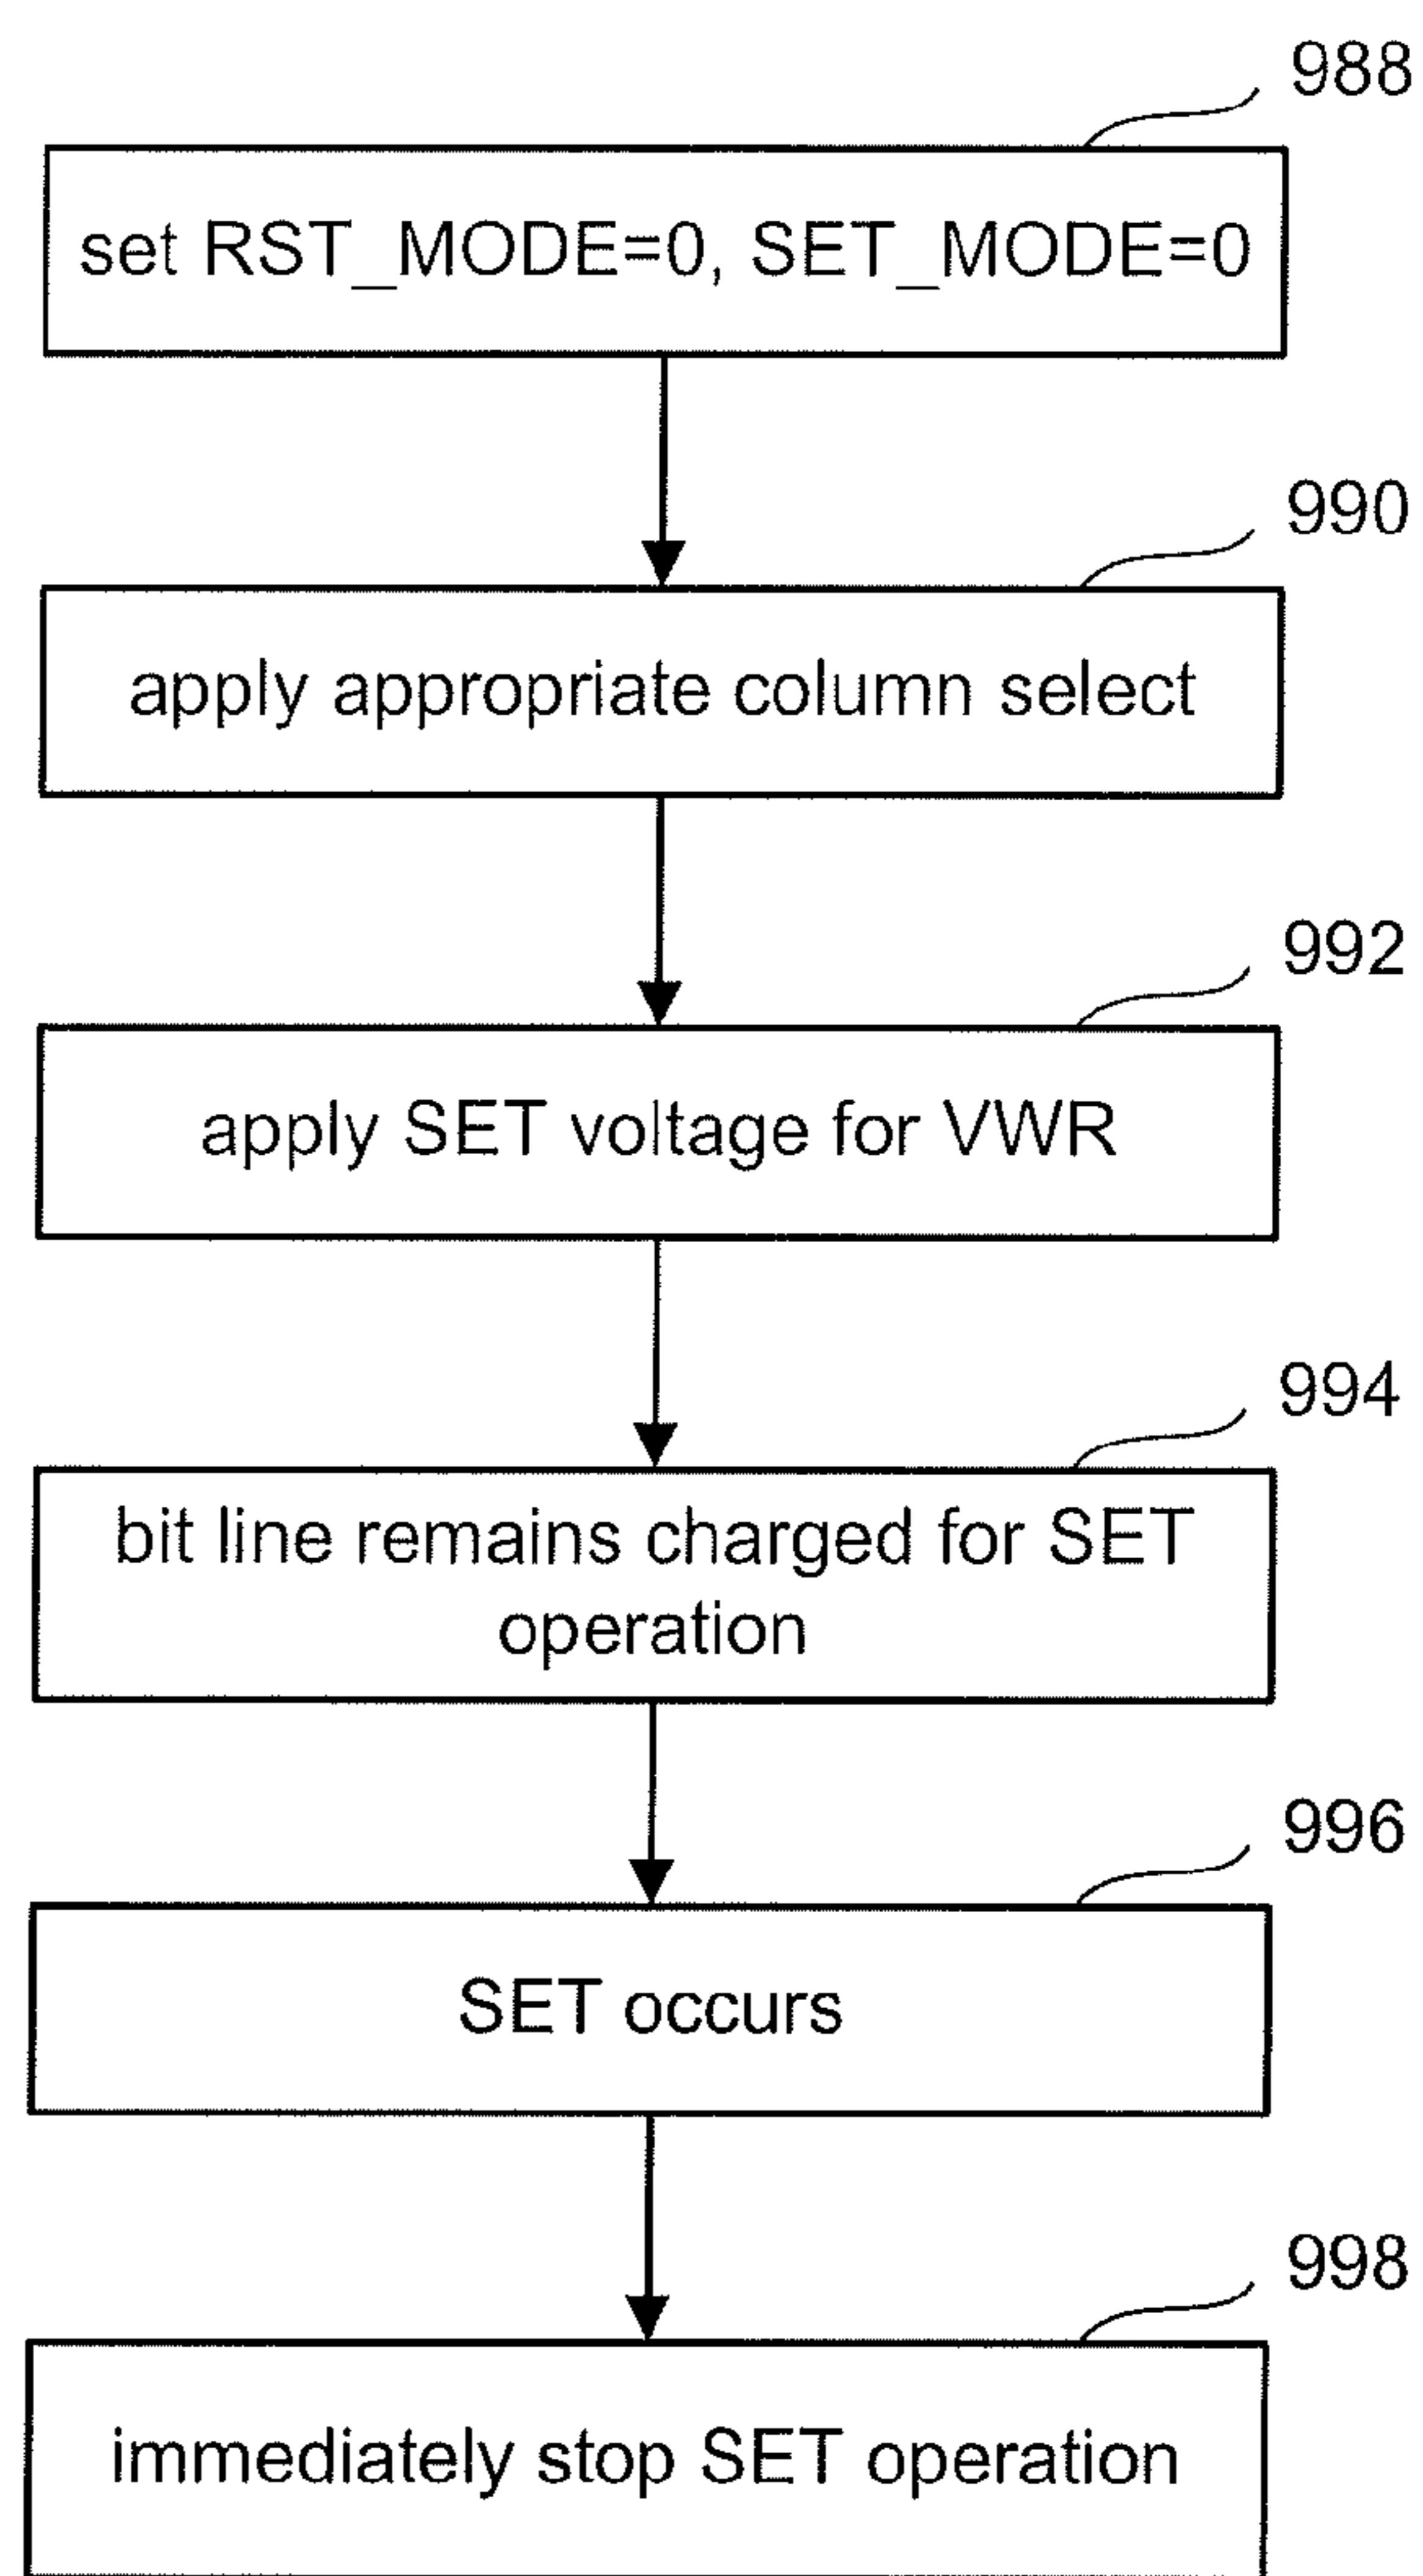 988
set RST_MODE=0, SET_MODE=0
990
apply appropriate column select
992
apply SET voltage for VWR
994
bit line remains charged for SET
operation
996
SET occurs
998
immediately stop SET operation